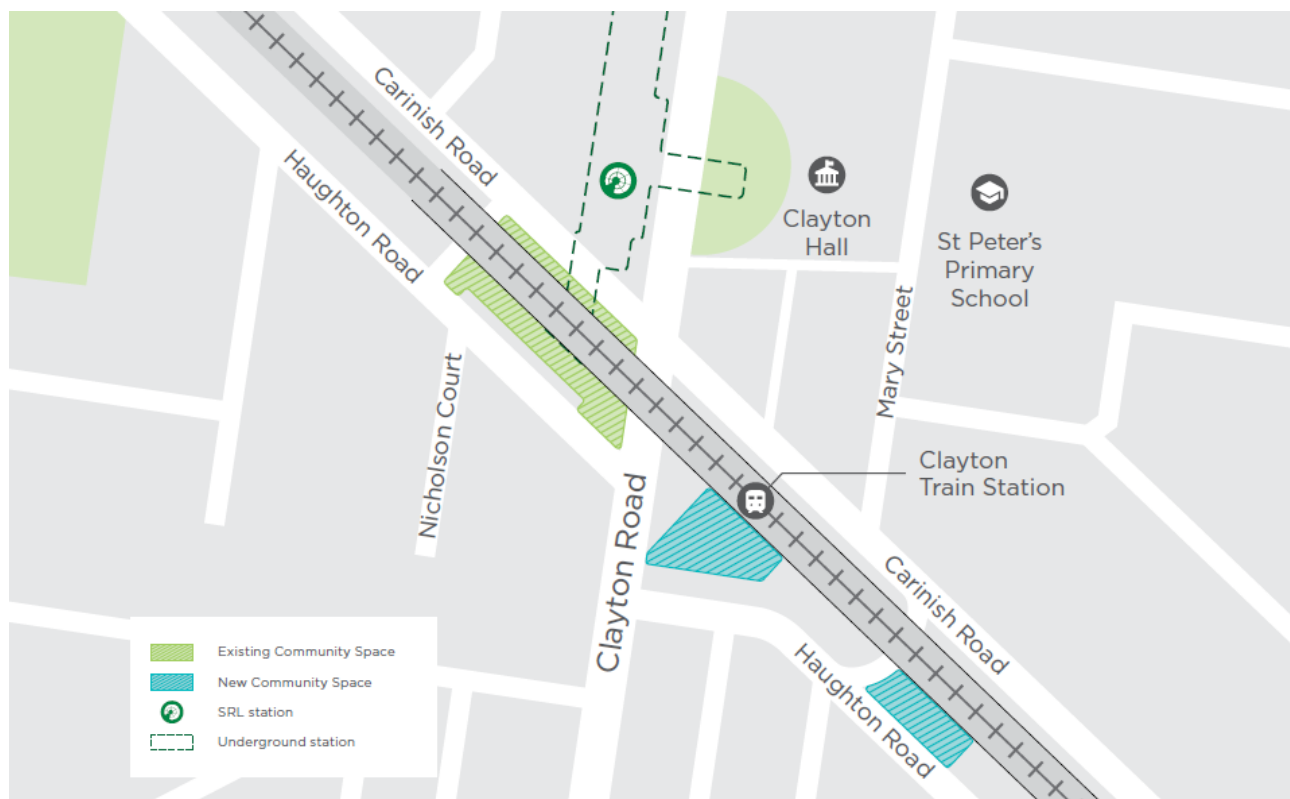 Carinish Road
Haughton Road
Clayton
Hall
St Peter's
Primary
School
Mary Street
Nicholson Court
Clayton
Train Station
Clayton Road
Carinish Road
Haughton Road
Existing Community Space
New Community Space
SRL station
Underground station